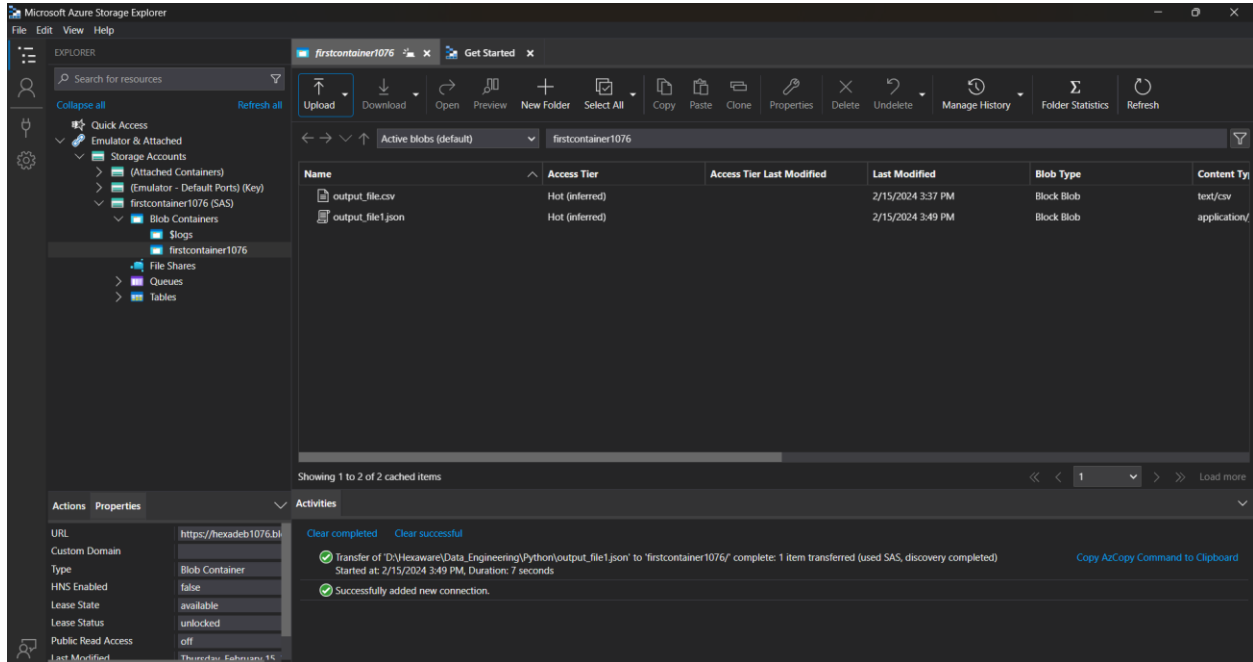 Microsoft Azure Storage Explorer
File Edit View Help
EXPLORER
Search for resources
Collapse all Refresh all
Quick Access
Emulator & Attached
Storage Accounts
(Attached Containers)
(Emulator - Default Ports) (Key)
firstcontainer1076 (SAS)
Blob Containers
$logs
firstcontainer1076
File Shares
Queues
Tables
Actions Properties
URL https://hexadeb1076.bl
Custom Domain
Type Blob Container
HNS Enabled false
Lease State available
Lease Status unlocked
Public Read Access off
Last Modified Thursday, February 15
firstcontainer1076 Get Started
Upload Download Open Preview New Folder Select All Copy Paste Clone Properties Delete Undelete Manage History Folder Statistics Refresh
Active blobs (default) firstcontainer1076
Name Access Tier Access Tier Last Modified Last Modified Blob Type Content Ty
output_file.csv Hot (inferred) 2/15/2024 3:37 PM Block Blob text/csv
output_file1.json Hot (inferred) 2/15/2024 3:49 PM Block Blob application/
Showing 1 to 2 of 2 cached items 1 Load more
Activities
Clear completed Clear successful
Transfer of 'D:\Hexaware\Data_Engineering\Python\output_file1.json' to 'firstcontainer1076/' complete: 1 item transferred (used SAS, discovery completed) Copy AzCopy Command to Clipboard
Started at: 2/15/2024 3:49 PM, Duration: 7 seconds
Successfully added new connection.